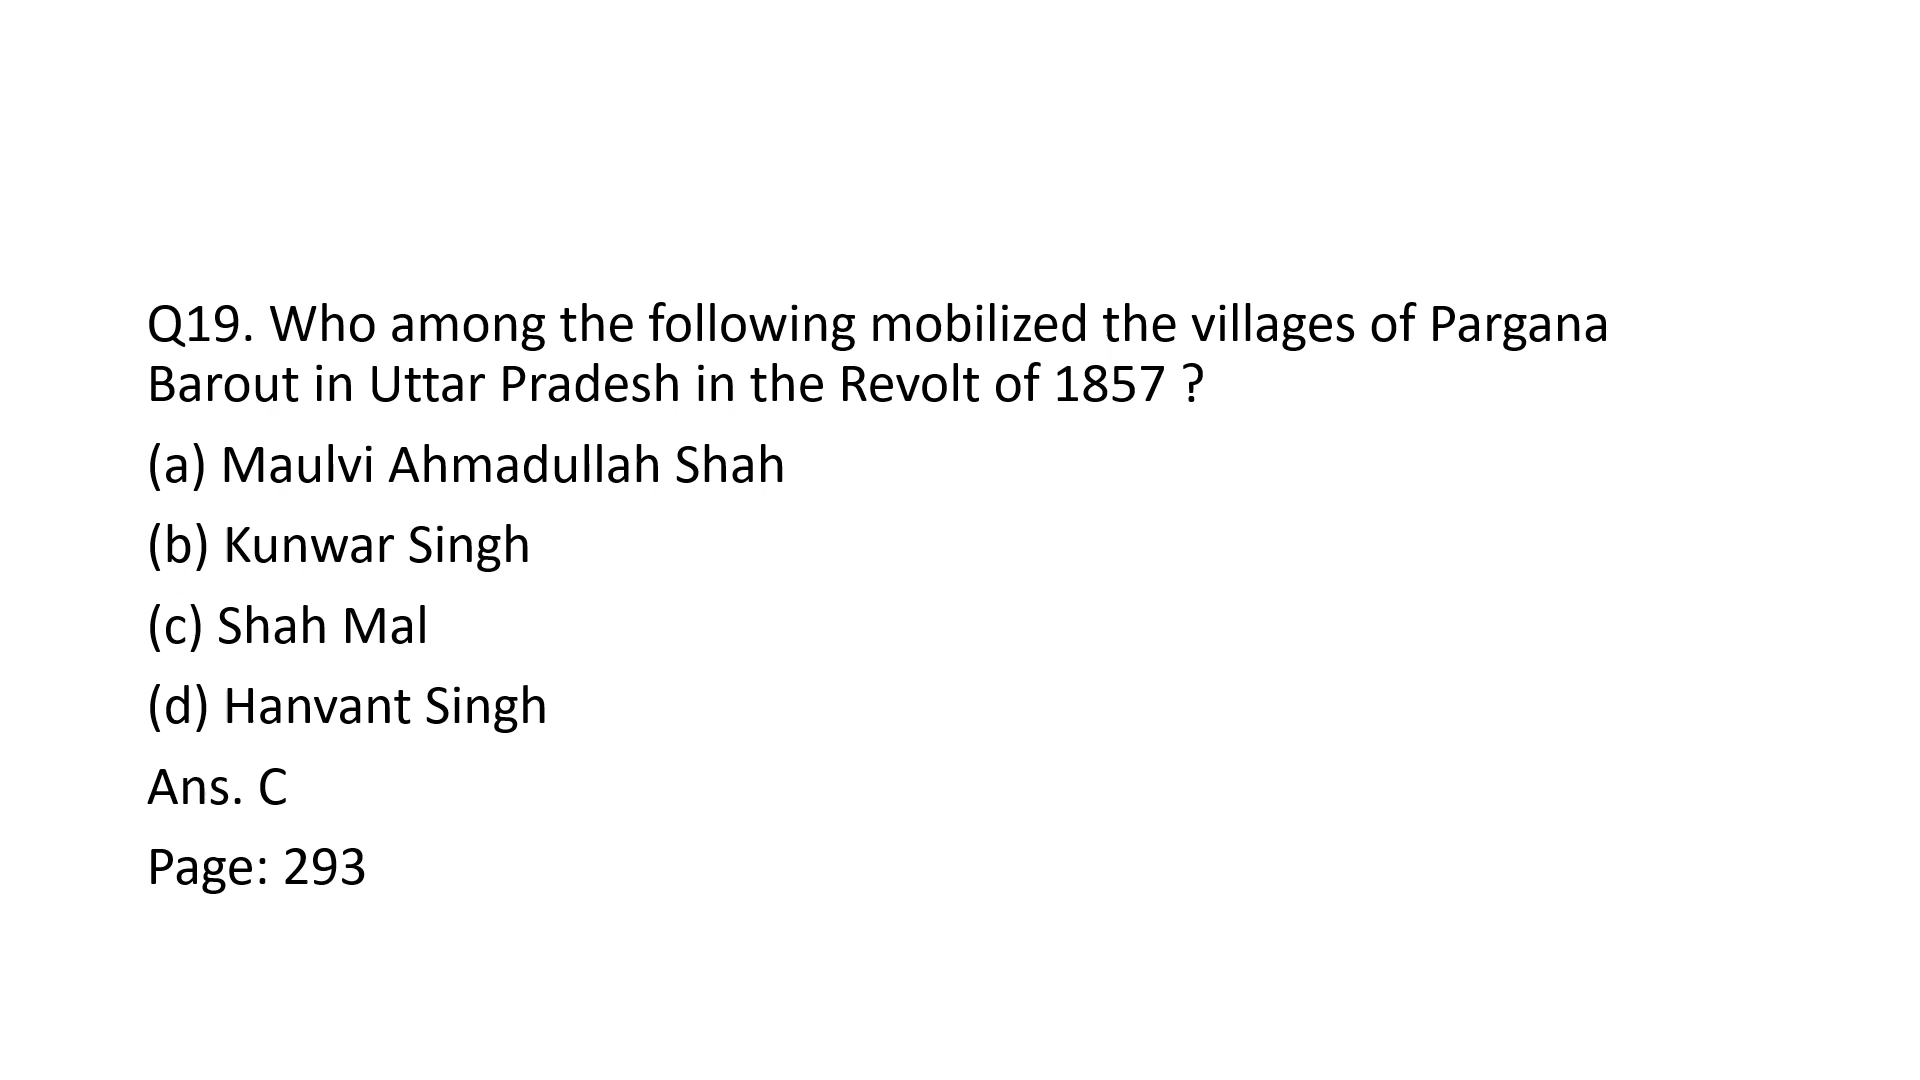 Q19. Who among the following mobilized the villages of Pargana
Barout in Uttar Pradesh in the Revolt of 1857 ?
(a) Maulvi Ahmadullah Shah
(b) Kunwar Singh
(c) Shah Mal
(d) Hanvant Singh
Ans. C
Page: 293